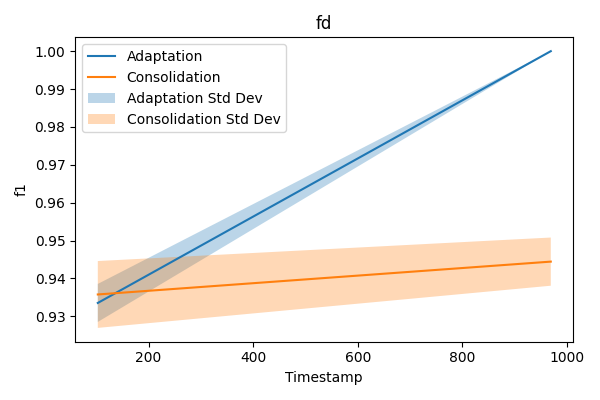 fd
Adaptation
Consolidation
Adaptation Std Dev
Consolidation Std Dev
f1
1.00
0.99
0.98
0.97
0.96
0.95
0.94
0.93
200 400 600 800 1000
Timestamp